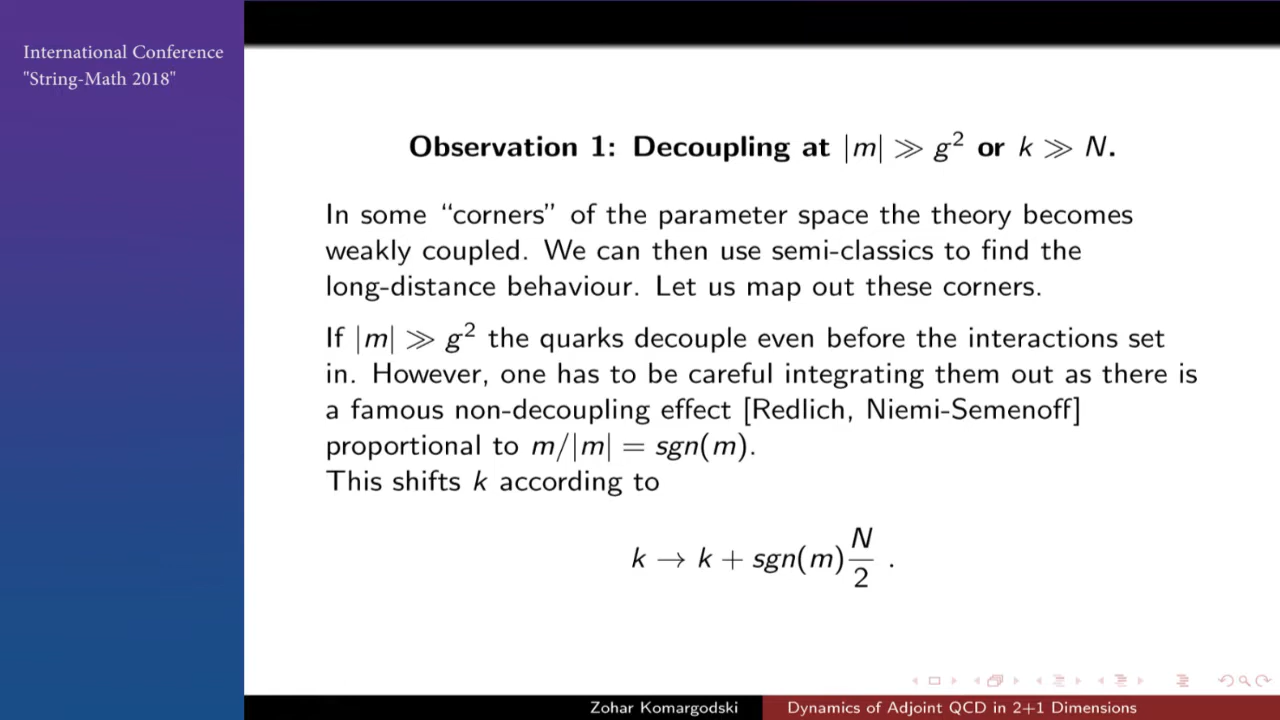 International Conference
"String-Math 2018"
Observation 1: Decoupling at |m| ≫ g² or k ≫ N.
In some “corners” of the parameter space the theory becomes
weakly coupled. We can then use semi-classics to find the
long-distance behaviour. Let us map out these corners.
If |m| ≫ g² the quarks decouple even before the interactions set
in. However, one has to be careful integrating them out as there is
a famous non-decoupling effect [Redlich, Niemi-Semenoff]
proportional to m/|m| = sgn(m).
This shifts k according to
k → k + sgn(m) N/2 .
Zohar Komargodski
Dynamics of Adjoint QCD in 2+1 Dimensions